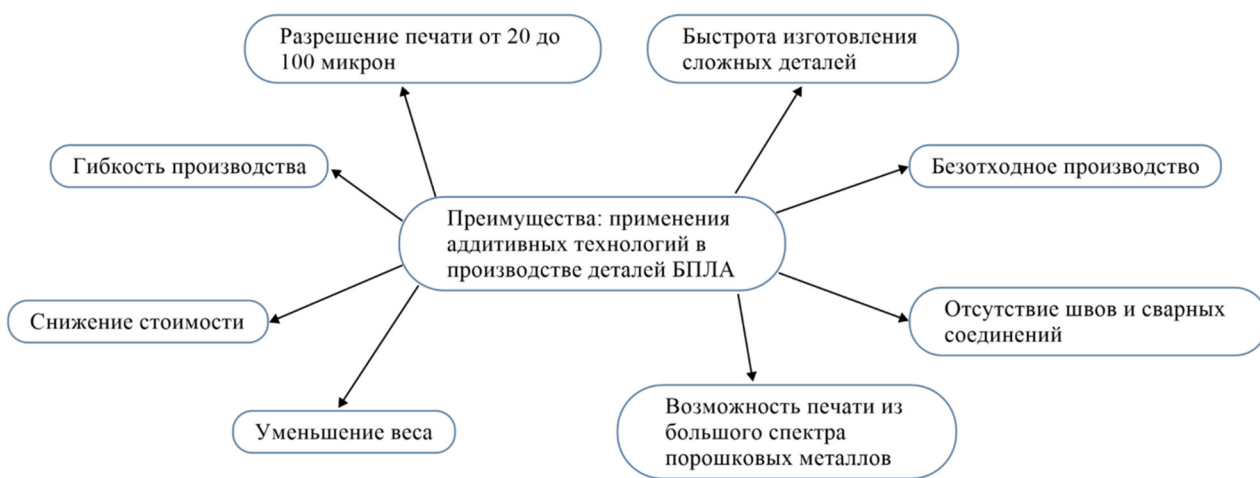 Разрешение печати от 20 до
100 микрон
Быстрота изготовления
сложных деталей
Гибкость производства
Безотходное производство
Преимущества: применения
аддитивных технологий в
производстве деталей БПЛА
Снижение стоимости
Отсутствие швов и сварных
соединений
Уменьшение веса
Возможность печати из
большого спектра
порошковых металлов